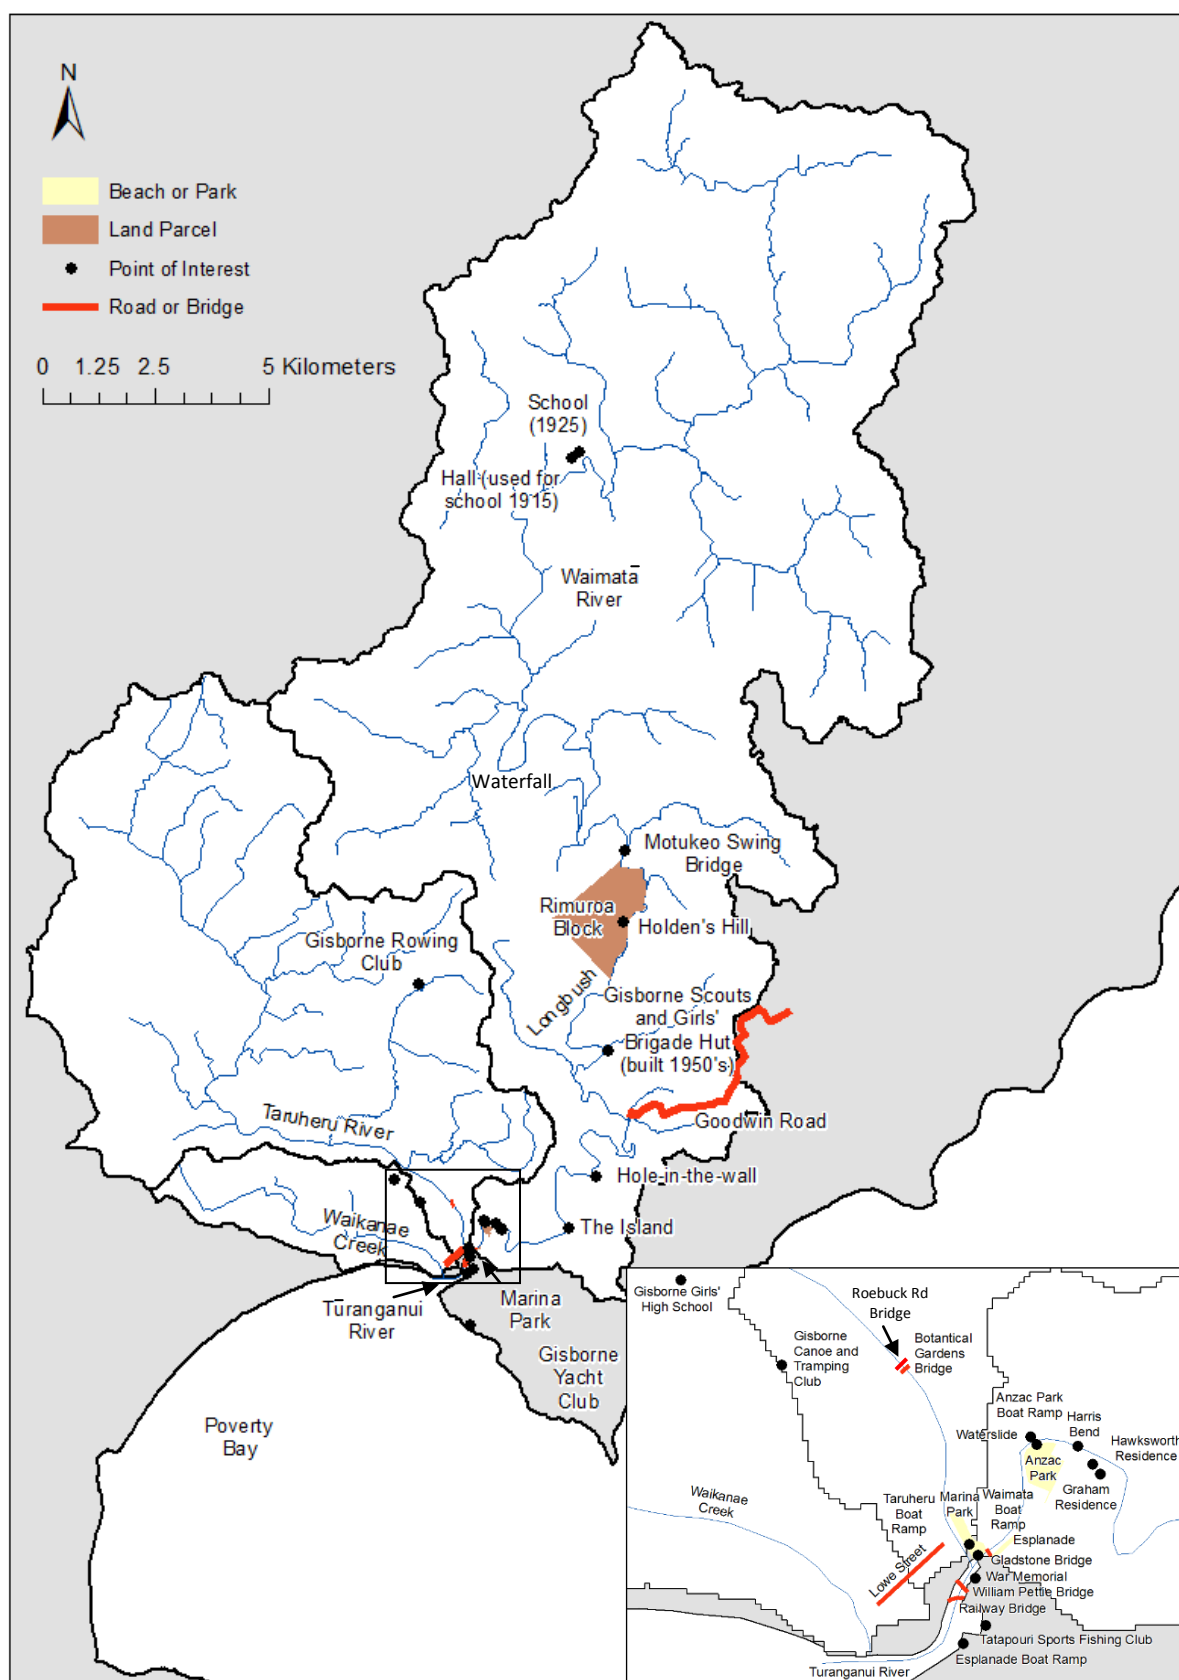 N
Beach or Park
Land Parcel
Point of Interest
Road or Bridge
0 1.25 2.5 5 Kilometers
School
(1925)
Hall (used for
school 1915)
Waimatā
River
Waterfall
Motukeo Swing
Bridge
Rimuroa
Block
Holden's Hill
Gisborne Rowing
Club
Longbush
Gisborne Scouts
and Girls'
Brigade Hut
(built 1950's)
Taruheru River
Goodwin Road
Hole-in-the-wall
Waikanae
Creek
The Island
Tūranganui
River
Marina
Park
Gisborne
Yacht
Club
Poverty
Bay
Gisborne Girls'
High School
Roebuck Rd
Bridge
Gisborne
Canoe and
Tramping
Club
Botantical
Gardens
Bridge
Anzac Park
Boat Ramp
Harris
Bend
Waterslide
Hawksworth
Residence
Anzac
Park
Graham
Residence
Waikanae
Creek
Taruheru
Boat
Ramp
Marina
Park
Waimata
Boat
Ramp
Esplanade
Lowe Street
Gladstone Bridge
War Memorial
William Pettie Bridge
Railway Bridge
Tatapouri Sports Fishing Club
Esplanade Boat Ramp
Turanganui River